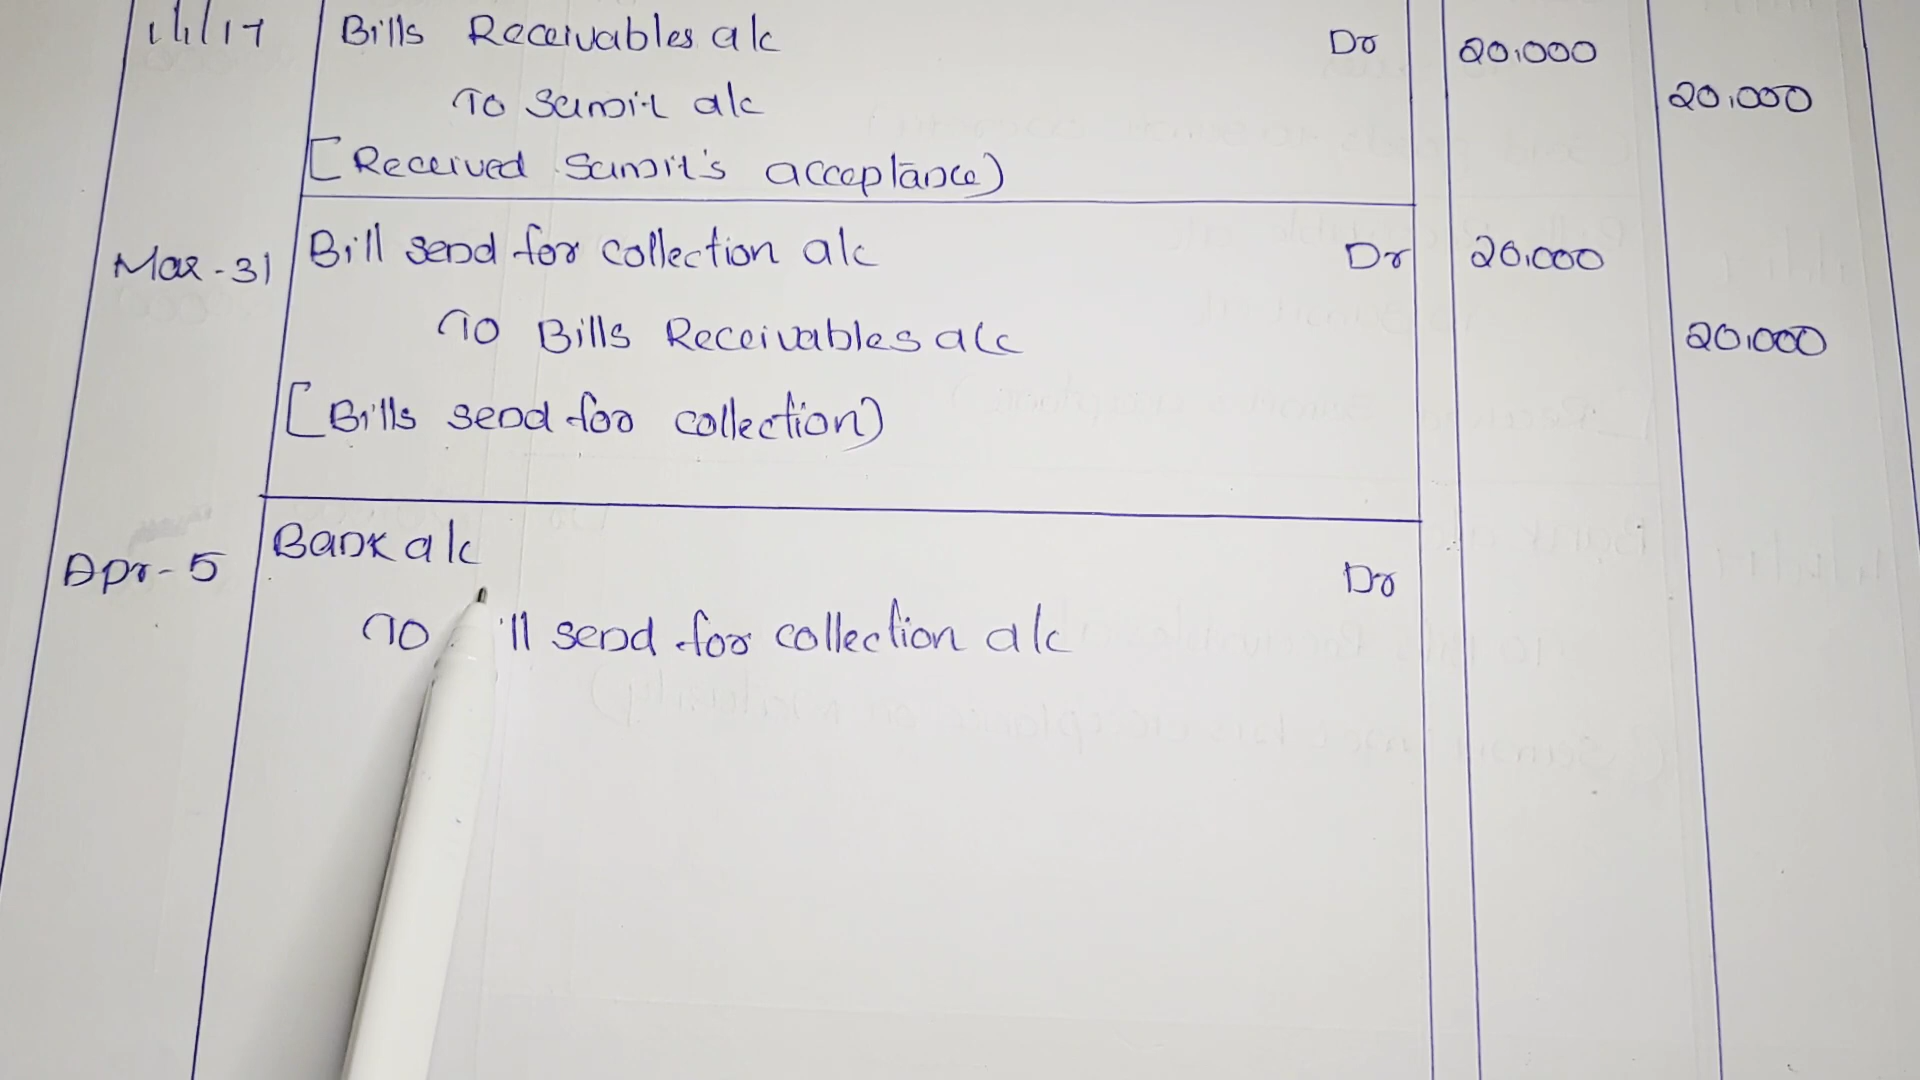 1/1/17 Bills Receivables a/c Dr 20,000
To Sumit a/c 20,000
[Received Sumit's acceptance)
Mar-31 Bill send for collection a/c Dr 20,000
To Bills Receivables a/c 20,000
[Bills send for collection)
Apr-5 Bank a/c Dr
To ill send for collection a/c